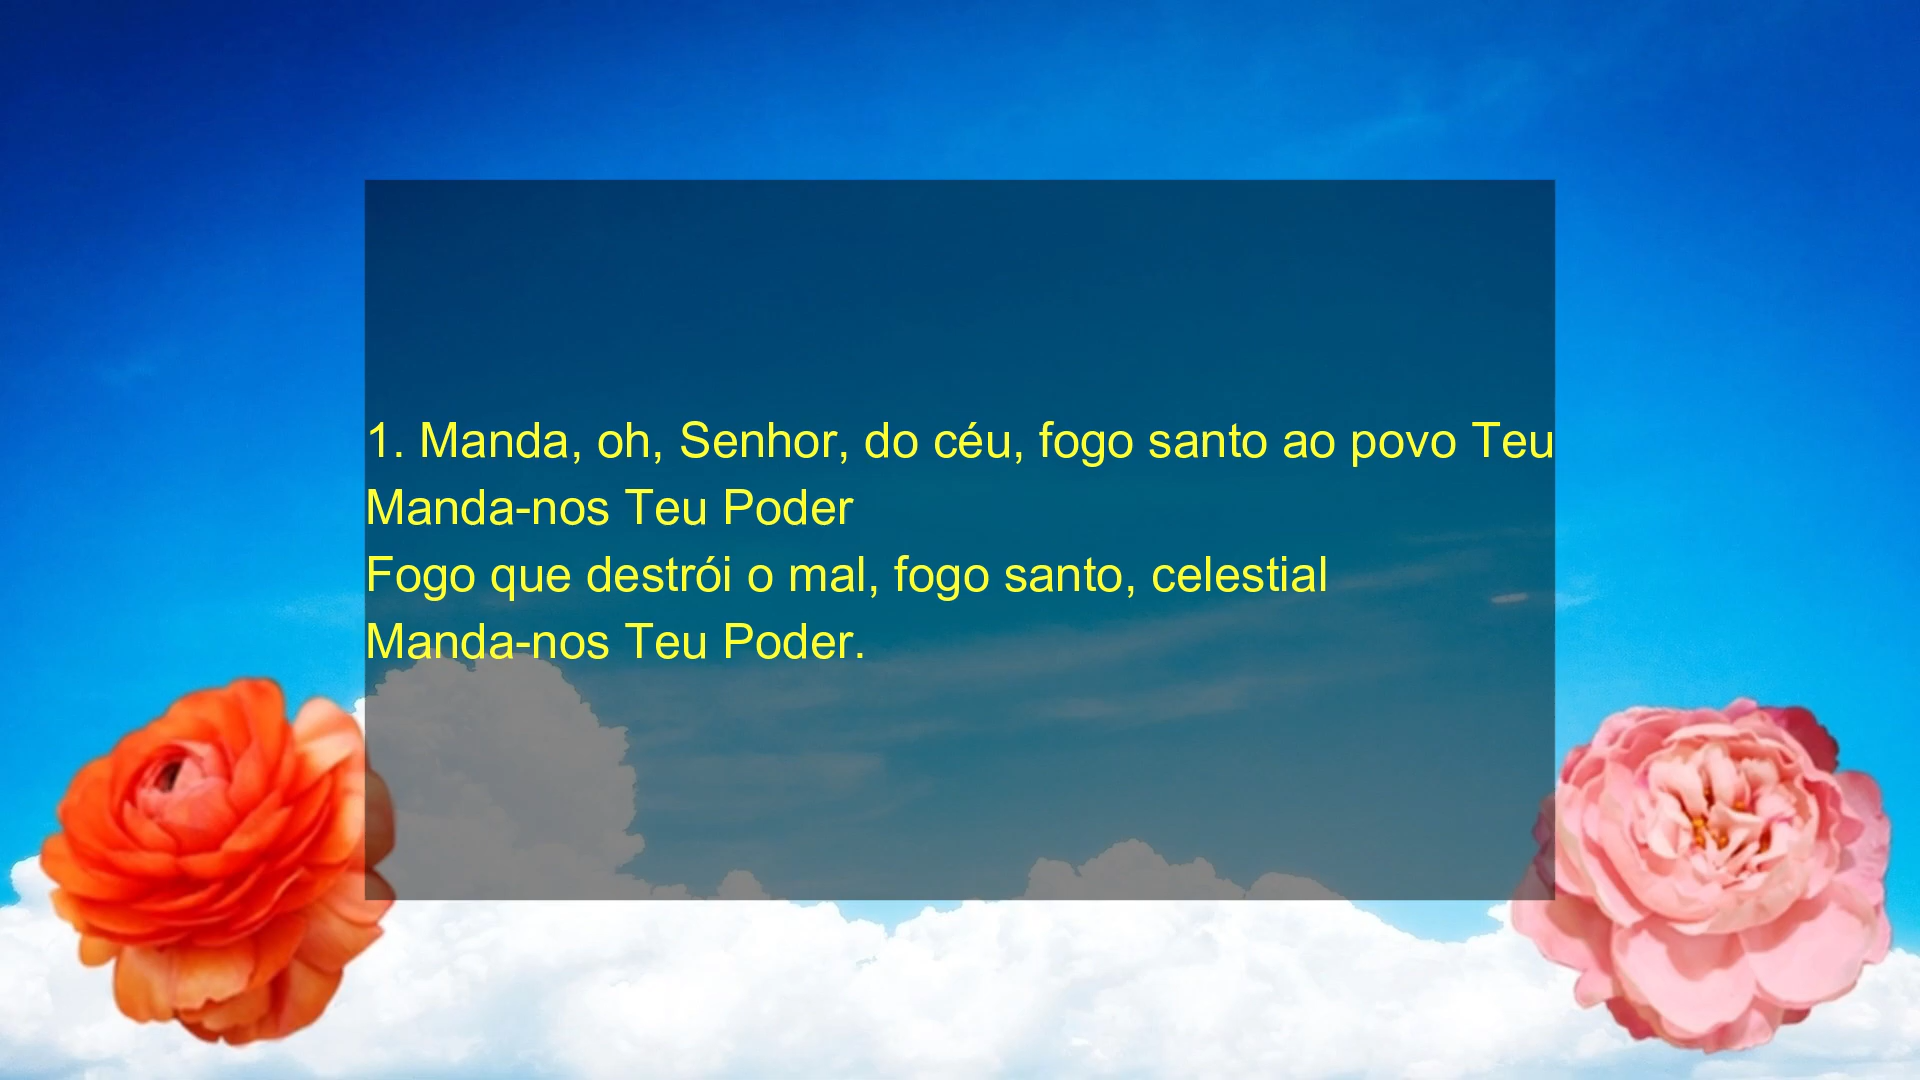 1. Manda, oh, Senhor, do céu, fogo santo ao povo Teu
Manda-nos Teu Poder
Fogo que destrói o mal, fogo santo, celestial
Manda-nos Teu Poder.